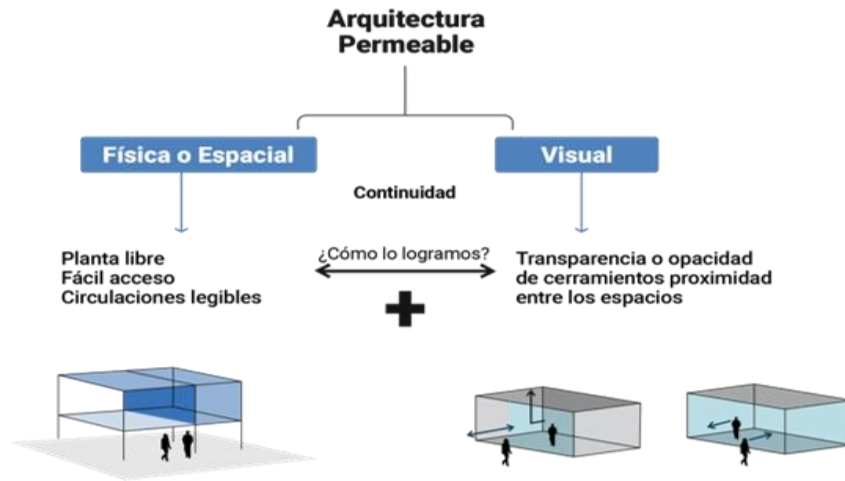 Arquitectura
Permeable
Física o Espacial
Visual
Continuidad
¿Cómo lo logramos?
Planta libre
Fácil acceso
Circulaciones legibles
Transparencia o opacidad
de cerramientos proximidad
entre los espacios